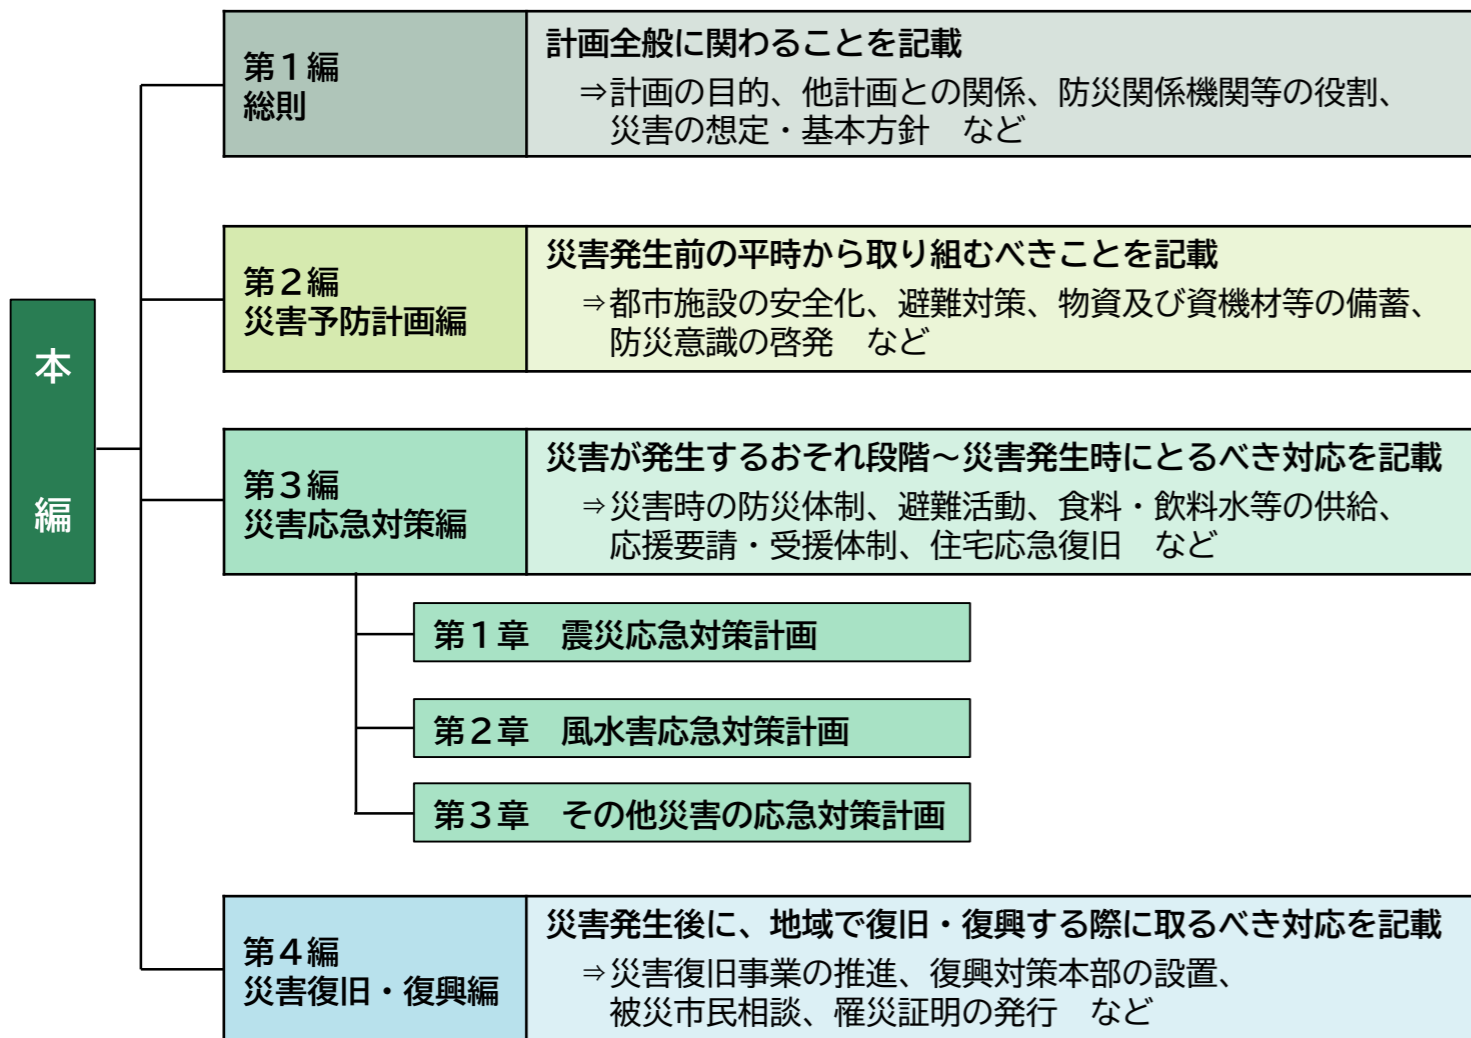 本編
第1編
総則
計画全般に関わることを記載
⇒計画の目的、他計画との関係、防災関係機関等の役割、
災害の想定・基本方針　など
第2編
災害予防計画編
災害発生前の平時から取り組むべきことを記載
⇒都市施設の安全化、避難対策、物資及び資機材等の備蓄、
防災意識の啓発　など
第3編
災害応急対策編
災害が発生するおそれ段階～災害発生時にとるべき対応を記載
⇒災害時の防災体制、避難活動、食料・飲料水等の供給、
応援要請・受援体制、住宅応急復旧　など
第1章　震災応急対策計画
第2章　風水害応急対策計画
第3章　その他災害の応急対策計画
第4編
災害復旧・復興編
災害発生後に、地域で復旧・復興する際に取るべき対応を記載
⇒災害復旧事業の推進、復興対策本部の設置、
被災市民相談、罹災証明の発行　など